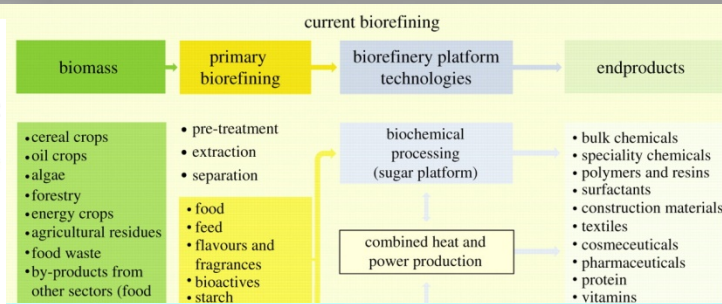 current biorefining
biomass
primary
biorefining
biorefinery platform
technologies
endproducts
•cereal crops
•oil crops
•algae
•forestry
•energy crops
•agricultural residues
•food waste
•by-products from
other sectors (food
• pre-treatment
• extraction
• separation
• food
• feed
• flavours and
fragrances
• bioactives
• starch
biochemical
processing
(sugar platform)
combined heat and
power production
• bulk chemicals
• speciality chemicals
• polymers and resins
• surfactants
• construction materials
• textiles
• cosmeceuticals
• pharmaceuticals
• protein
• vitamins